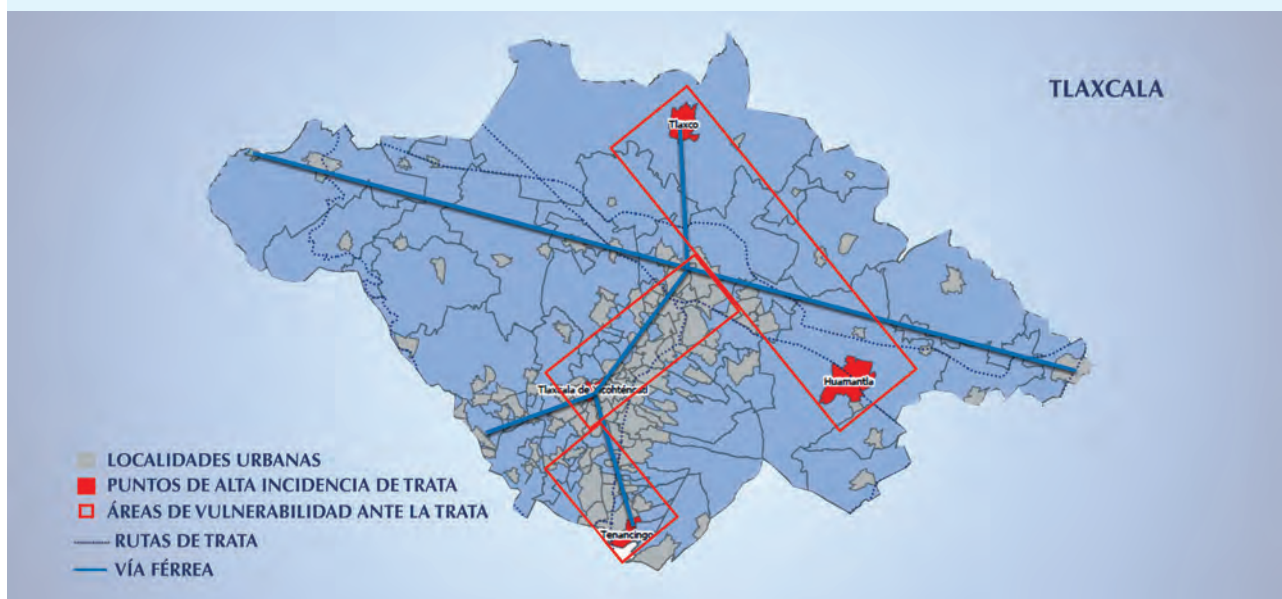 TLAXCALA
Tlaxco
Huamantla
Tlaxcala de Xicohténcatl
Tenancingo
LOCALIDADES URBANAS
PUNTOS DE ALTA INCIDENCIA DE TRATA
ÁREAS DE VULNERABILIDAD ANTE LA TRATA
RUTAS DE TRATA
VÍA FÉRREA